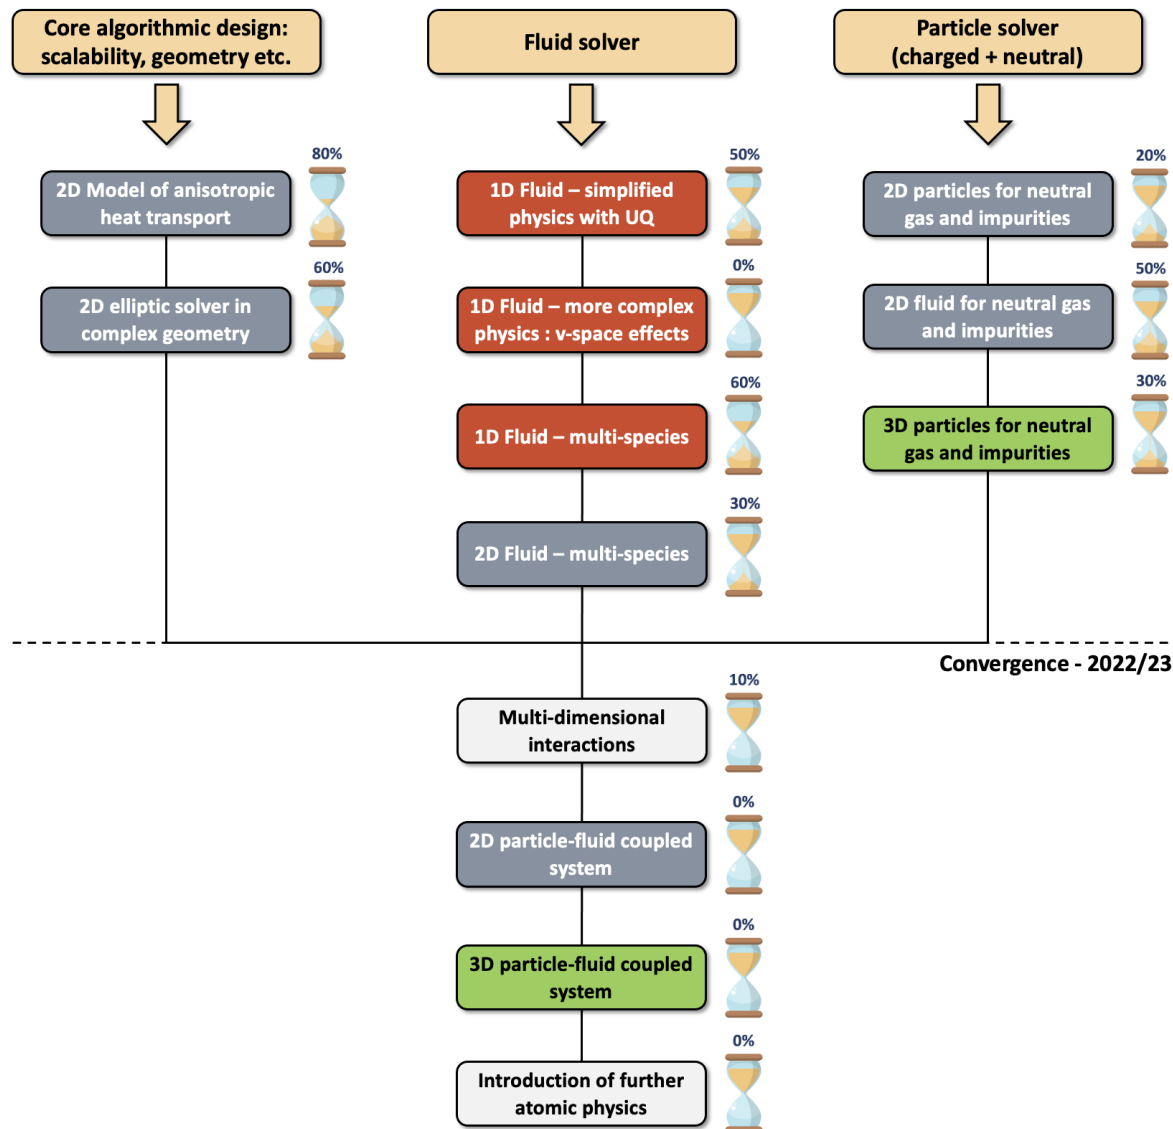 Core algorithmic design:
scalability, geometry etc.
Fluid solver
Particle solver
(charged + neutral)
80%
2D Model of anisotropic
heat transport
60%
2D elliptic solver in
complex geometry
50%
1D Fluid – simplified
physics with UQ
0%
1D Fluid – more complex
physics : v-space effects
60%
1D Fluid – multi-species
30%
2D Fluid – multi-species
20%
2D particles for neutral
gas and impurities
50%
2D fluid for neutral gas
and impurities
30%
3D particles for neutral
gas and impurities
Convergence - 2022/23
10%
Multi-dimensional
interactions
0%
2D particle-fluid coupled
system
0%
3D particle-fluid coupled
system
0%
Introduction of further
atomic physics